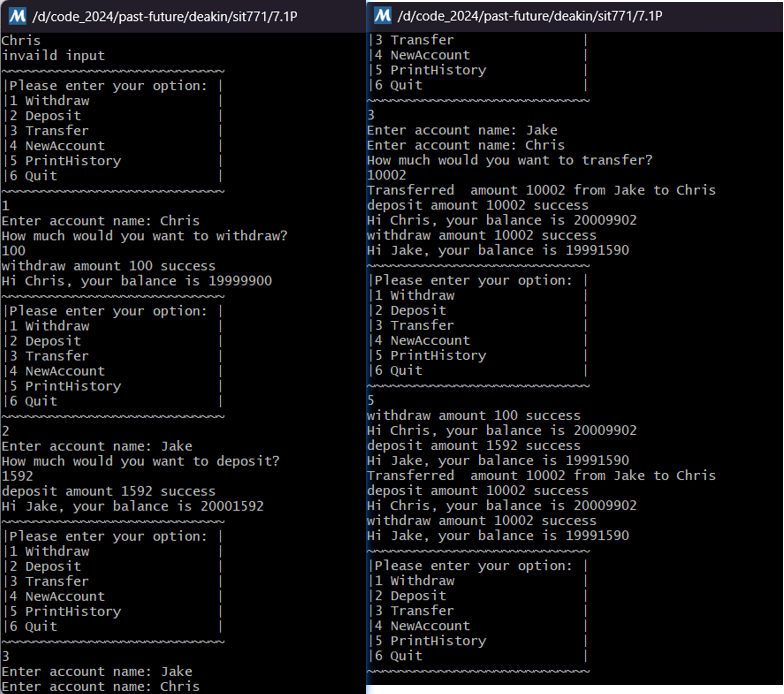 /d/code_2024/past-future/deakin/sit771/7.1P
Chris
invaild input
~~~~~~~~~~~~~~~~~~~~~~~~~~~~
|Please enter your option: |
|1 Withdraw                |
|2 Deposit                 |
|3 Transfer                |
|4 NewAccount              |
|5 PrintHistory            |
|6 Quit                    |
~~~~~~~~~~~~~~~~~~~~~~~~~~~~
1
Enter account name: Chris
How much would you want to withdraw?
100
withdraw amount 100 success
Hi Chris, your balance is 19999900
~~~~~~~~~~~~~~~~~~~~~~~~~~~~
|Please enter your option: |
|1 Withdraw                |
|2 Deposit                 |
|3 Transfer                |
|4 NewAccount              |
|5 PrintHistory            |
|6 Quit                    |
~~~~~~~~~~~~~~~~~~~~~~~~~~~~
2
Enter account name: Jake
How much would you want to deposit?
1592
deposit amount 1592 success
Hi Jake, your balance is 20001592
~~~~~~~~~~~~~~~~~~~~~~~~~~~~
|Please enter your option: |
|1 Withdraw                |
|2 Deposit                 |
|3 Transfer                |
|4 NewAccount              |
|5 PrintHistory            |
|6 Quit                    |
~~~~~~~~~~~~~~~~~~~~~~~~~~~~
3
Enter account name: Jake
Enter account name: Chris
/d/code_2024/past-future/deakin/sit771/7.1P
|3 Transfer                |
|4 NewAccount              |
|5 PrintHistory            |
|6 Quit                    |
~~~~~~~~~~~~~~~~~~~~~~~~~~~~
3
Enter account name: Jake
Enter account name: Chris
How much would you want to transfer?
10002
Transferred  amount 10002 from Jake to Chris
deposit amount 10002 success
Hi Chris, your balance is 20009902
withdraw amount 10002 success
Hi Jake, your balance is 19991590
~~~~~~~~~~~~~~~~~~~~~~~~~~~~
|Please enter your option: |
|1 Withdraw                |
|2 Deposit                 |
|3 Transfer                |
|4 NewAccount              |
|5 PrintHistory            |
|6 Quit                    |
~~~~~~~~~~~~~~~~~~~~~~~~~~~~
5
withdraw amount 100 success
Hi Chris, your balance is 20009902
deposit amount 1592 success
Hi Jake, your balance is 19991590
Transferred  amount 10002 from Jake to Chris
deposit amount 10002 success
Hi Chris, your balance is 20009902
withdraw amount 10002 success
Hi Jake, your balance is 19991590
~~~~~~~~~~~~~~~~~~~~~~~~~~~~
|Please enter your option: |
|1 Withdraw                |
|2 Deposit                 |
|3 Transfer                |
|4 NewAccount              |
|5 PrintHistory            |
|6 Quit                    |
~~~~~~~~~~~~~~~~~~~~~~~~~~~~